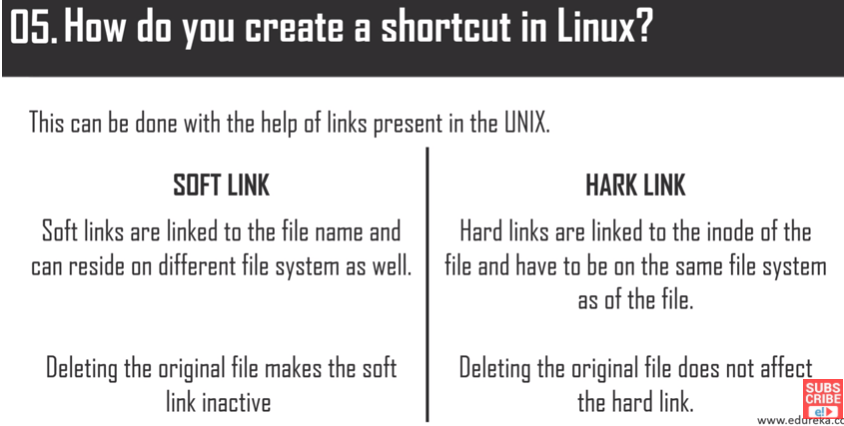 05. How do you create a shortcut in Linux?
This can be done with the help of links present in the UNIX.
SOFT LINK
Soft links are linked to the file name and
can reside on different file system as well.
Deleting the original file makes the soft
link inactive
HARK LINK
Hard links are linked to the inode of the
file and have to be on the same file system
as of the file.
Deleting the original file does not affect
the hard link.
SUBS
CRIBE
e!
www.edureka.co